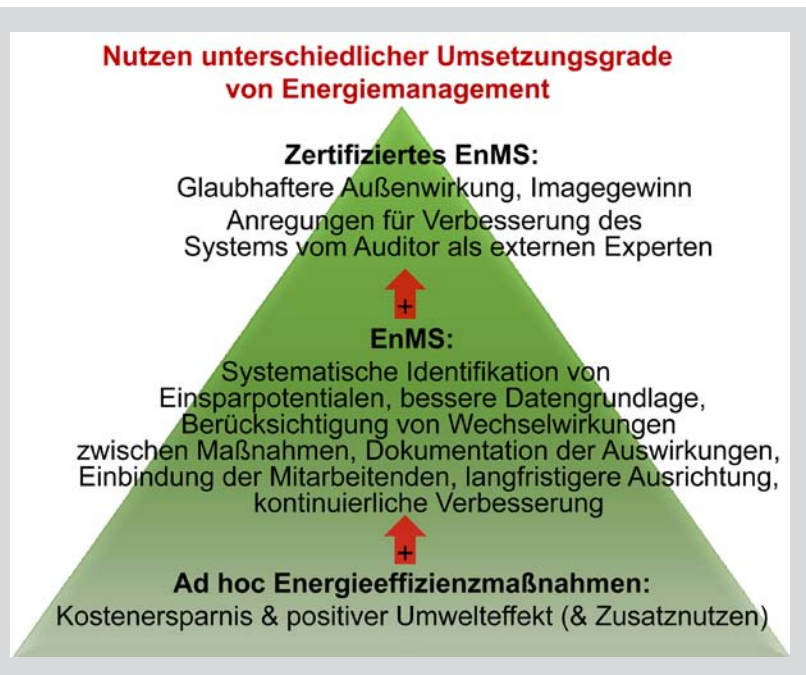 Nutzen unterschiedlicher Umsetzungsgrade
von Energiemanagement
Zertifiziertes EnMS:
Glaubhaftere Außenwirkung, Imagegewinn
Anregungen für Verbesserung des
Systems vom Auditor als externen Experten
+
EnMS:
Systematische Identifikation von
Einsparpotentialen, bessere Datengrundlage,
Berücksichtigung von Wechselwirkungen
zwischen Maßnahmen, Dokumentation der Auswirkungen,
Einbindung der Mitarbeitenden, langfristigere Ausrichtung,
kontinuierliche Verbesserung
+
Ad hoc Energieeffizienzmaßnahmen:
Kostenersparnis & positiver Umwelteffekt (& Zusatznutzen)